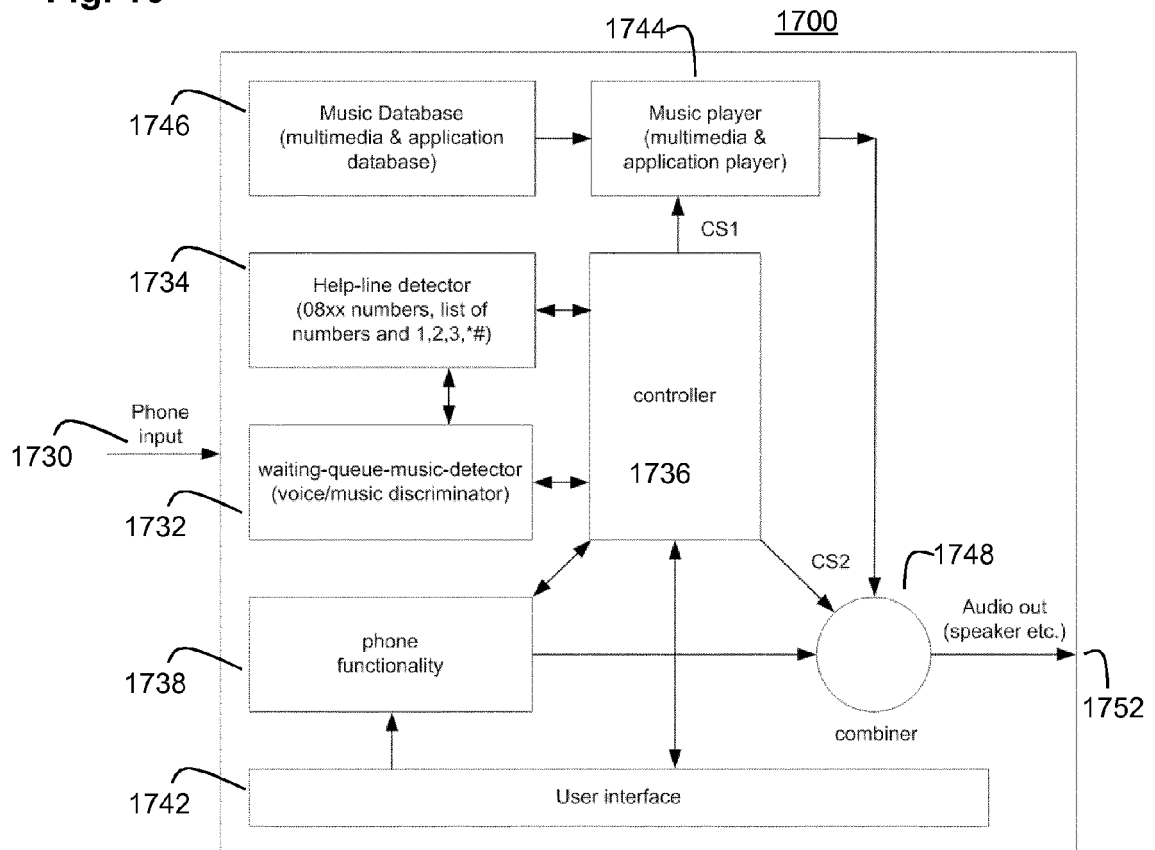 1744
1700
1746
Music Database
(multimedia & application
database)
Music player
(multimedia &
application player)
CS1
1734
Help-line detector
(08xx numbers, list of
numbers and 1,2,3,*#)
controller
1736
Phone
input
1730
waiting-queue-music-detector
(voice/music discriminator)
1732
CS2
1748
Audio out
(speaker etc.)
phone
functionality
1738
1752
combiner
1742
User interface